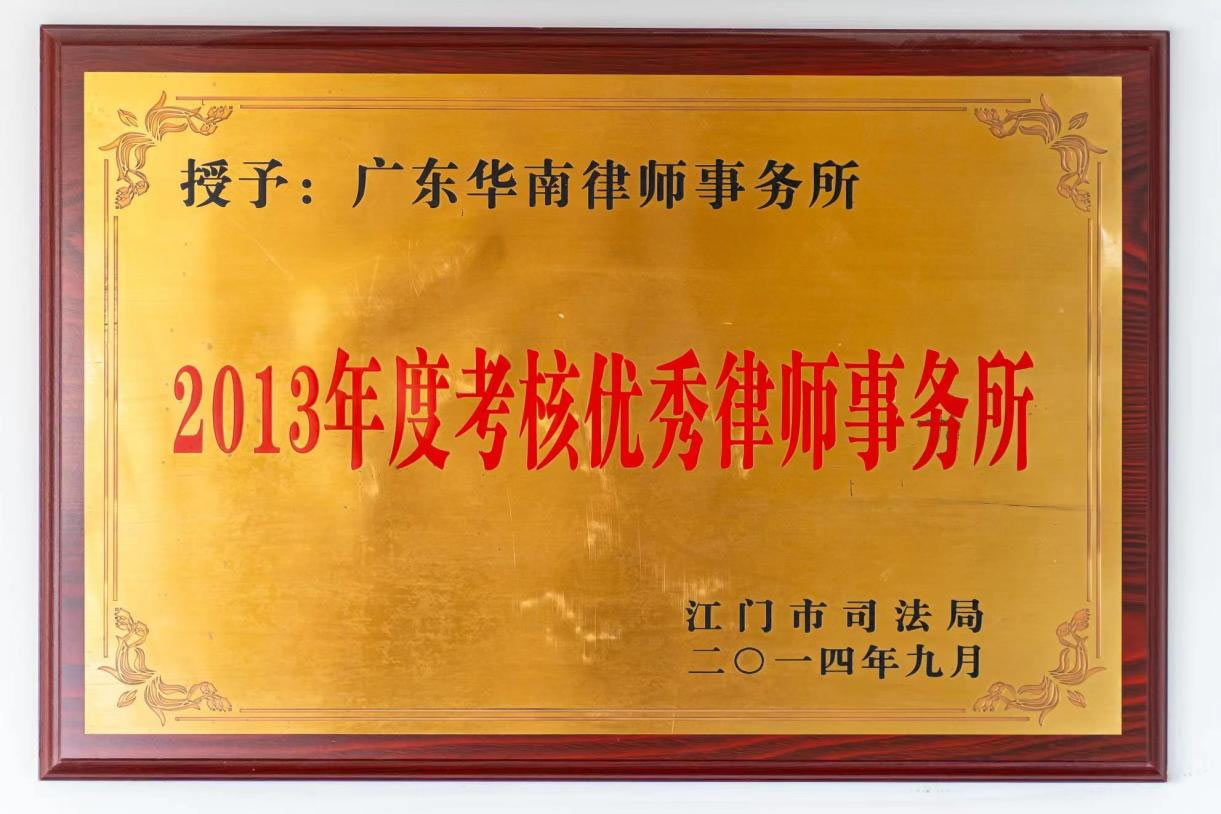 授予：广东华南律师事务所
2013年度考核优秀律师事务所
江门市司法局
二〇一四年九月